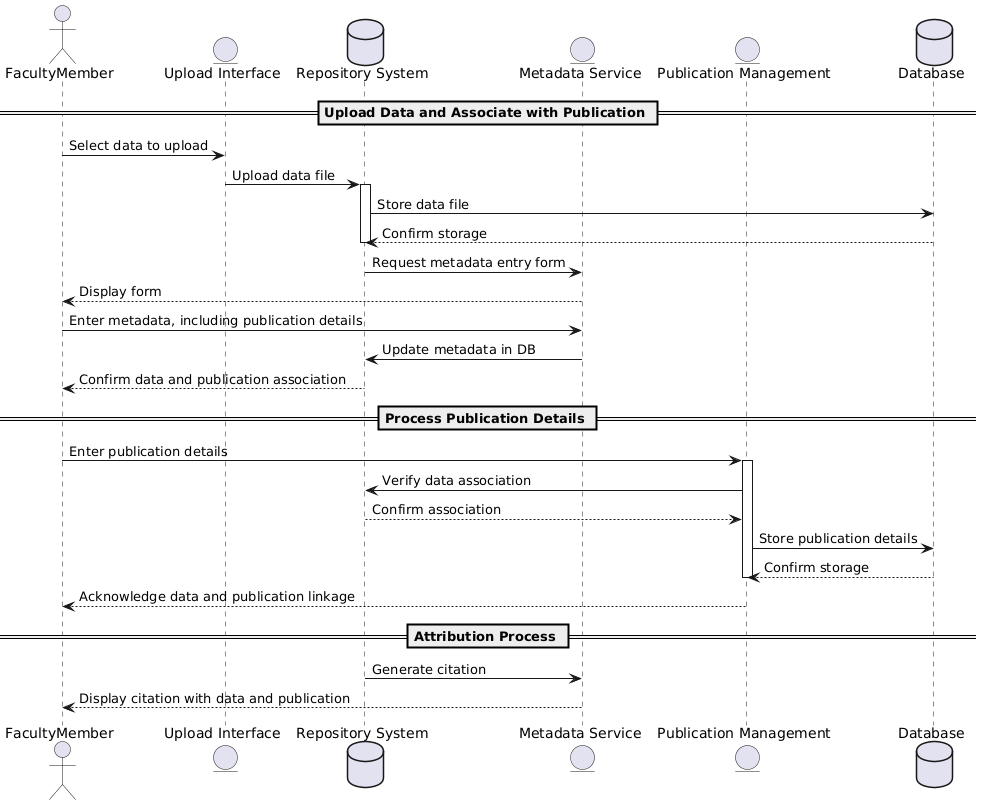 FacultyMember
Upload Interface
Repository System
Metadata Service
Publication Management
Database
Upload Data and Associate with Publication
Select data to upload
Upload data file
Store data file
Confirm storage
Request metadata entry form
Display form
Enter metadata, including publication details
Update metadata in DB
Confirm data and publication association
Process Publication Details
Enter publication details
Verify data association
Confirm association
Store publication details
Confirm storage
Acknowledge data and publication linkage
Attribution Process
Generate citation
Display citation with data and publication
FacultyMember
Upload Interface
Repository System
Metadata Service
Publication Management
Database